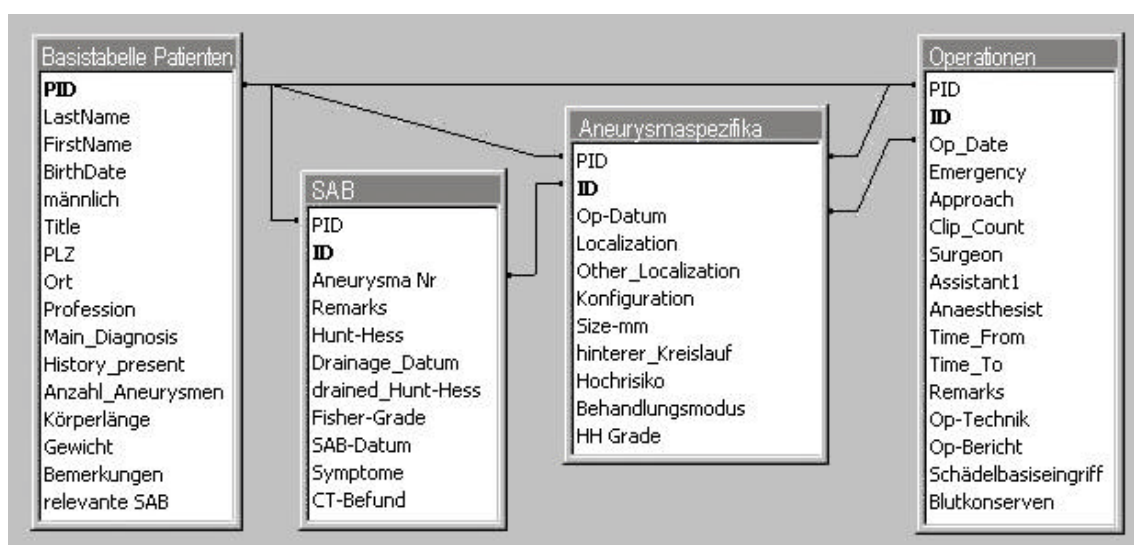 Basistabelle Patienten
PID
LastName
FirstName
BirthDate
männlich
Title
PLZ
Ort
Profession
Main_Diagnosis
History_present
Anzahl_Aneurysmen
Körperlänge
Gewicht
Bemerkungen
relevante SAB
SAB
PID
ID
Aneurysma Nr
Remarks
Hunt-Hess
Drainage_Datum
drained_Hunt-Hess
Fisher-Grade
SAB-Datum
Symptome
CT-Befund
Aneurysmaspezifika
PID
ID
Op-Datum
Localization
Other_Localization
Konfiguration
Size-mm
hinterer_Kreislauf
Hochrisiko
Behandlungsmodus
HH Grade
Operationen
PID
ID
Op_Date
Emergency
Approach
Clip_Count
Surgeon
Assistant1
Anaesthesist
Time_From
Time_To
Remarks
Op-Technik
Op-Bericht
Schädelbasiseingriff
Blutkonserven